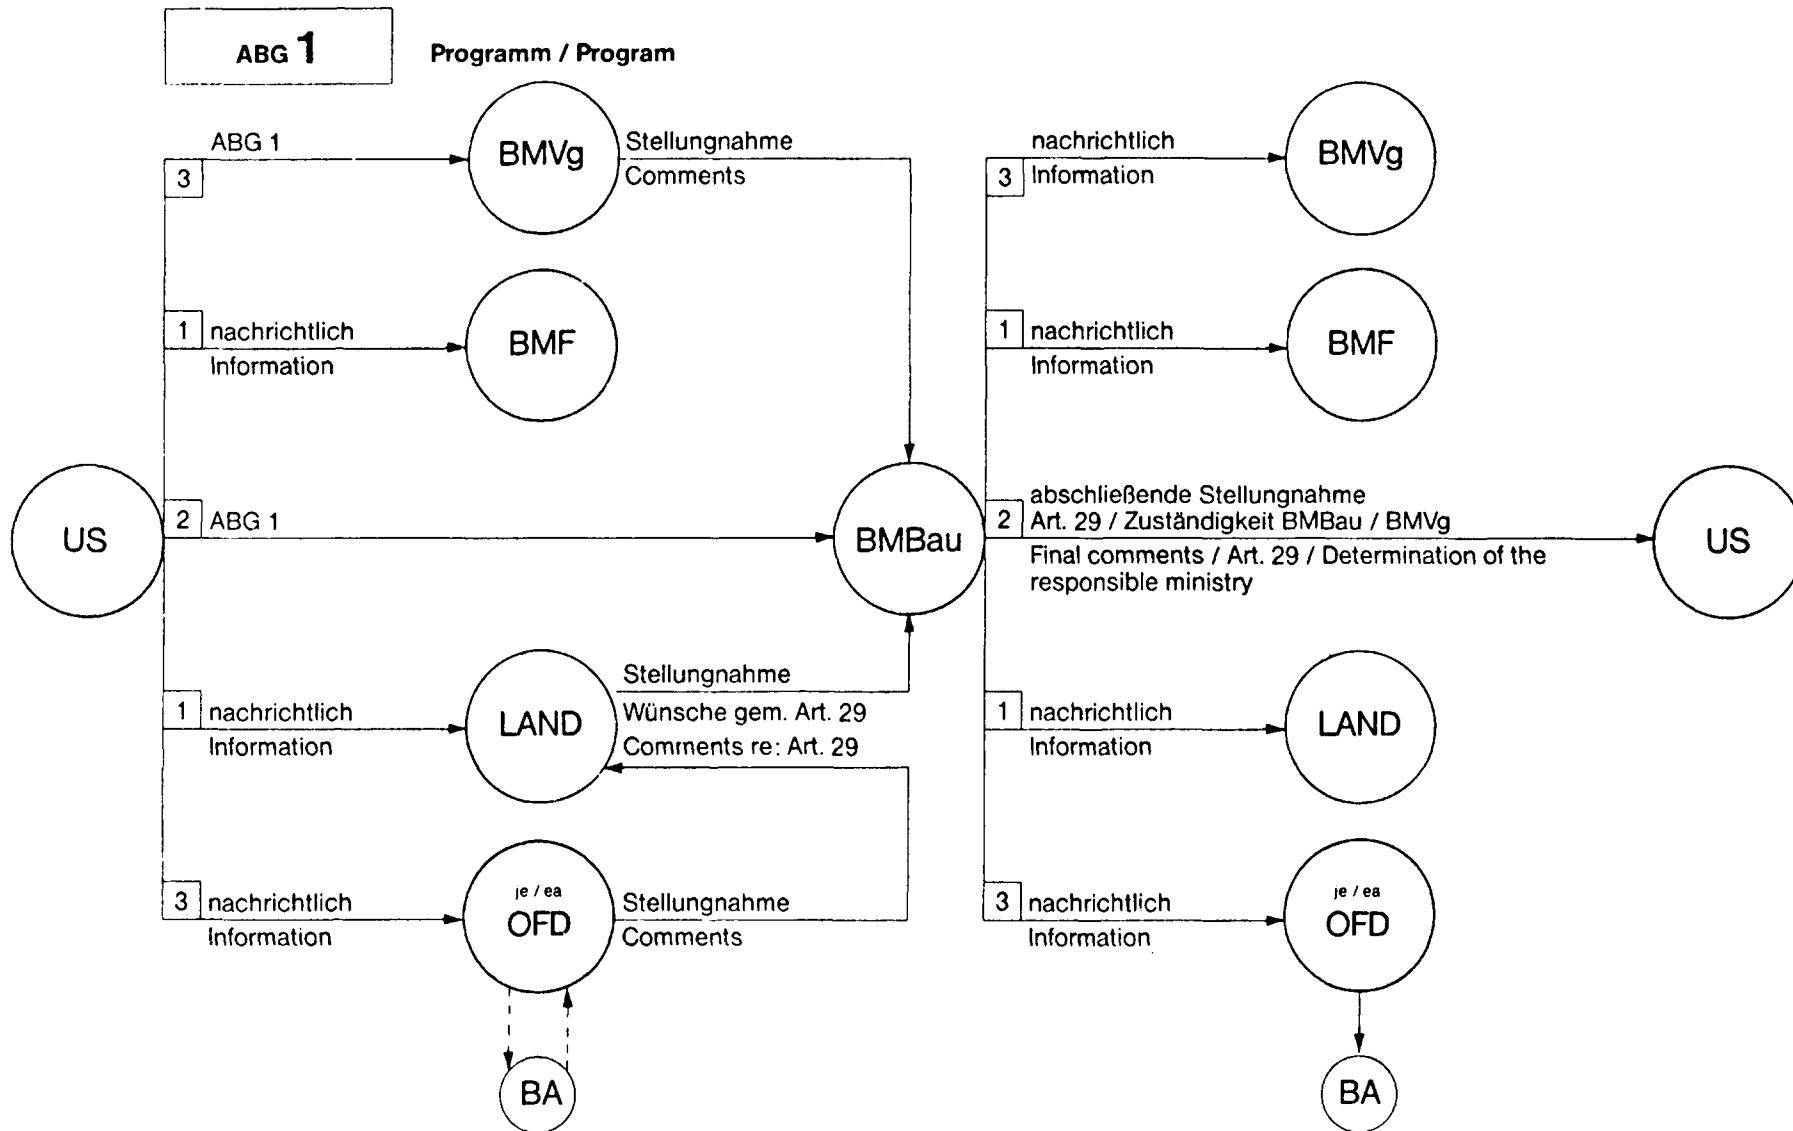 ABG 1
Programm / Program
ABG 1
3
BMVg
Stellungnahme
Comments
1
nachrichtlich
Information
BMF
US
2
ABG 1
BMBau
1
nachrichtlich
Information
LAND
Stellungnahme
Wünsche gem. Art. 29
Comments re: Art. 29
3
nachrichtlich
Information
je / ea
OFD
Stellungnahme
Comments
BA
nachrichtlich
3
Information
BMVg
1
nachrichtlich
Information
BMF
abschließende Stellungnahme
2
Art. 29 / Zuständigkeit BMBau / BMVg
Final comments / Art. 29 / Determination of the
responsible ministry
US
1
nachrichtlich
Information
LAND
3
nachrichtlich
Information
je / ea
OFD
BA